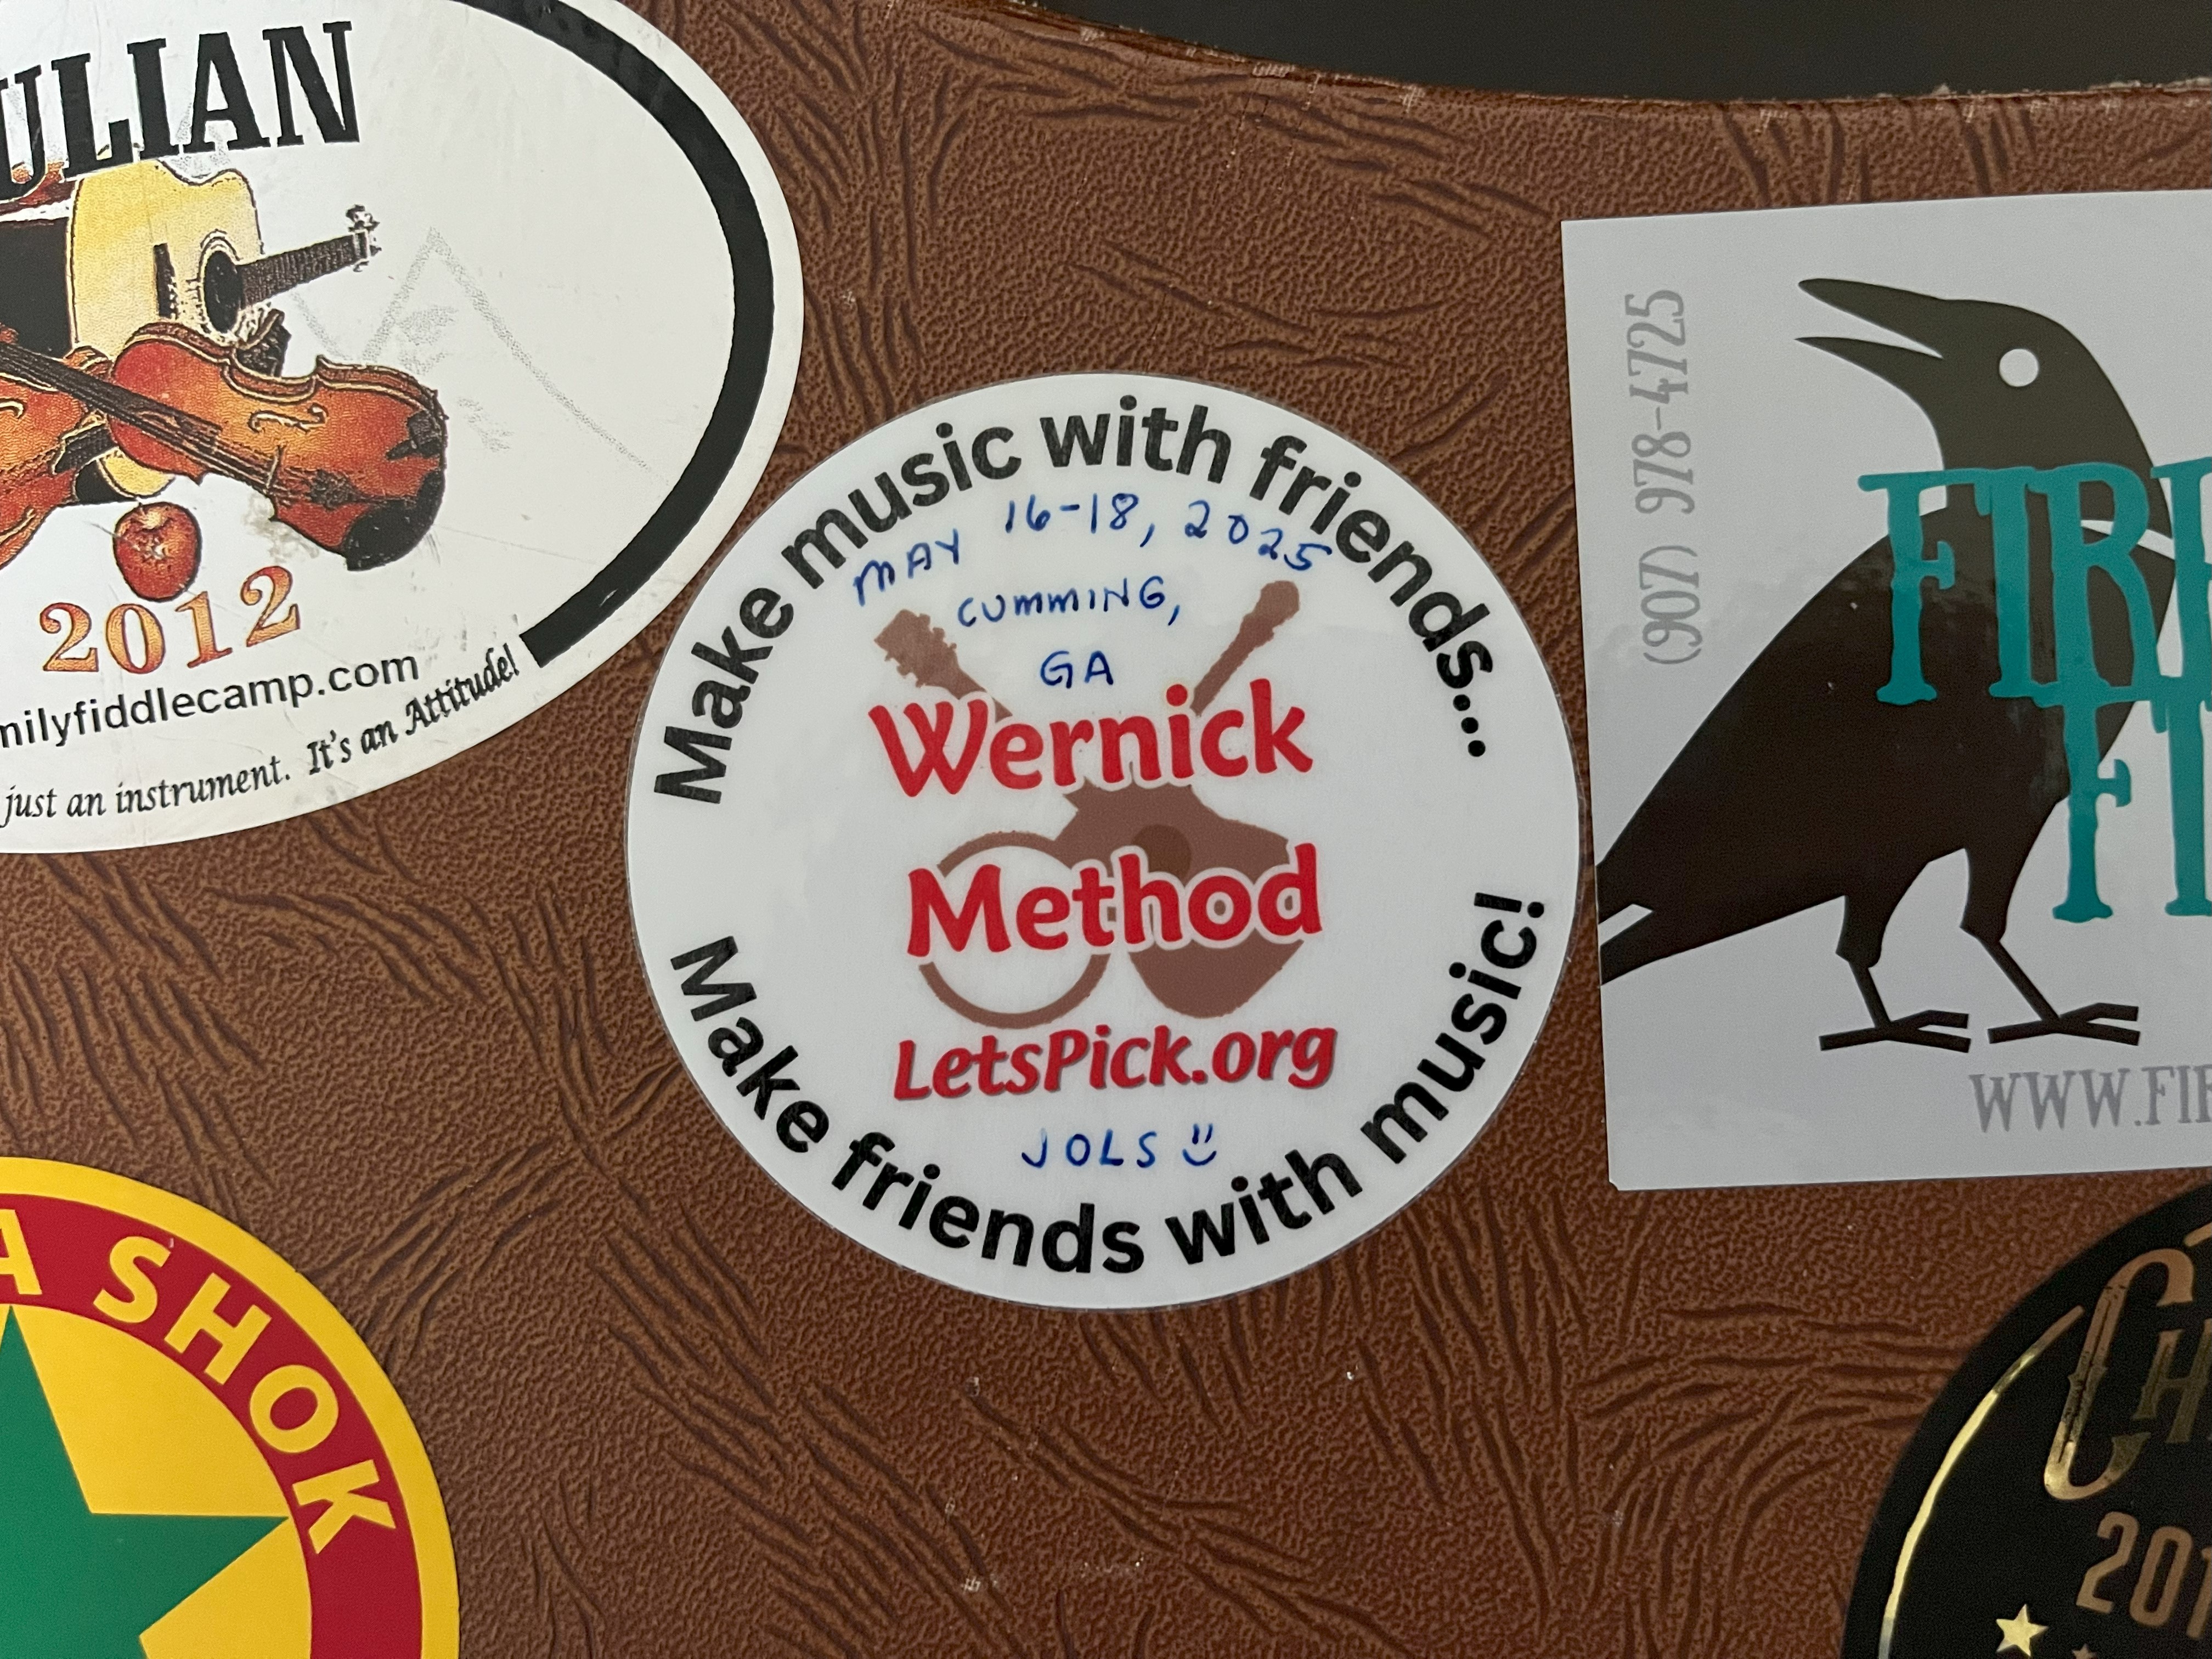 JULIAN
2012
milyfiddlecamp.com
just an instrument. It's an Attitude!
Make music with friends...
MAY 16-18, 2025
CUMMING,
GA
Wernick
Method
LetsPick.org
JOLS
Make friends with music!
(907) 978-4725
WWW.FI
A SHOK